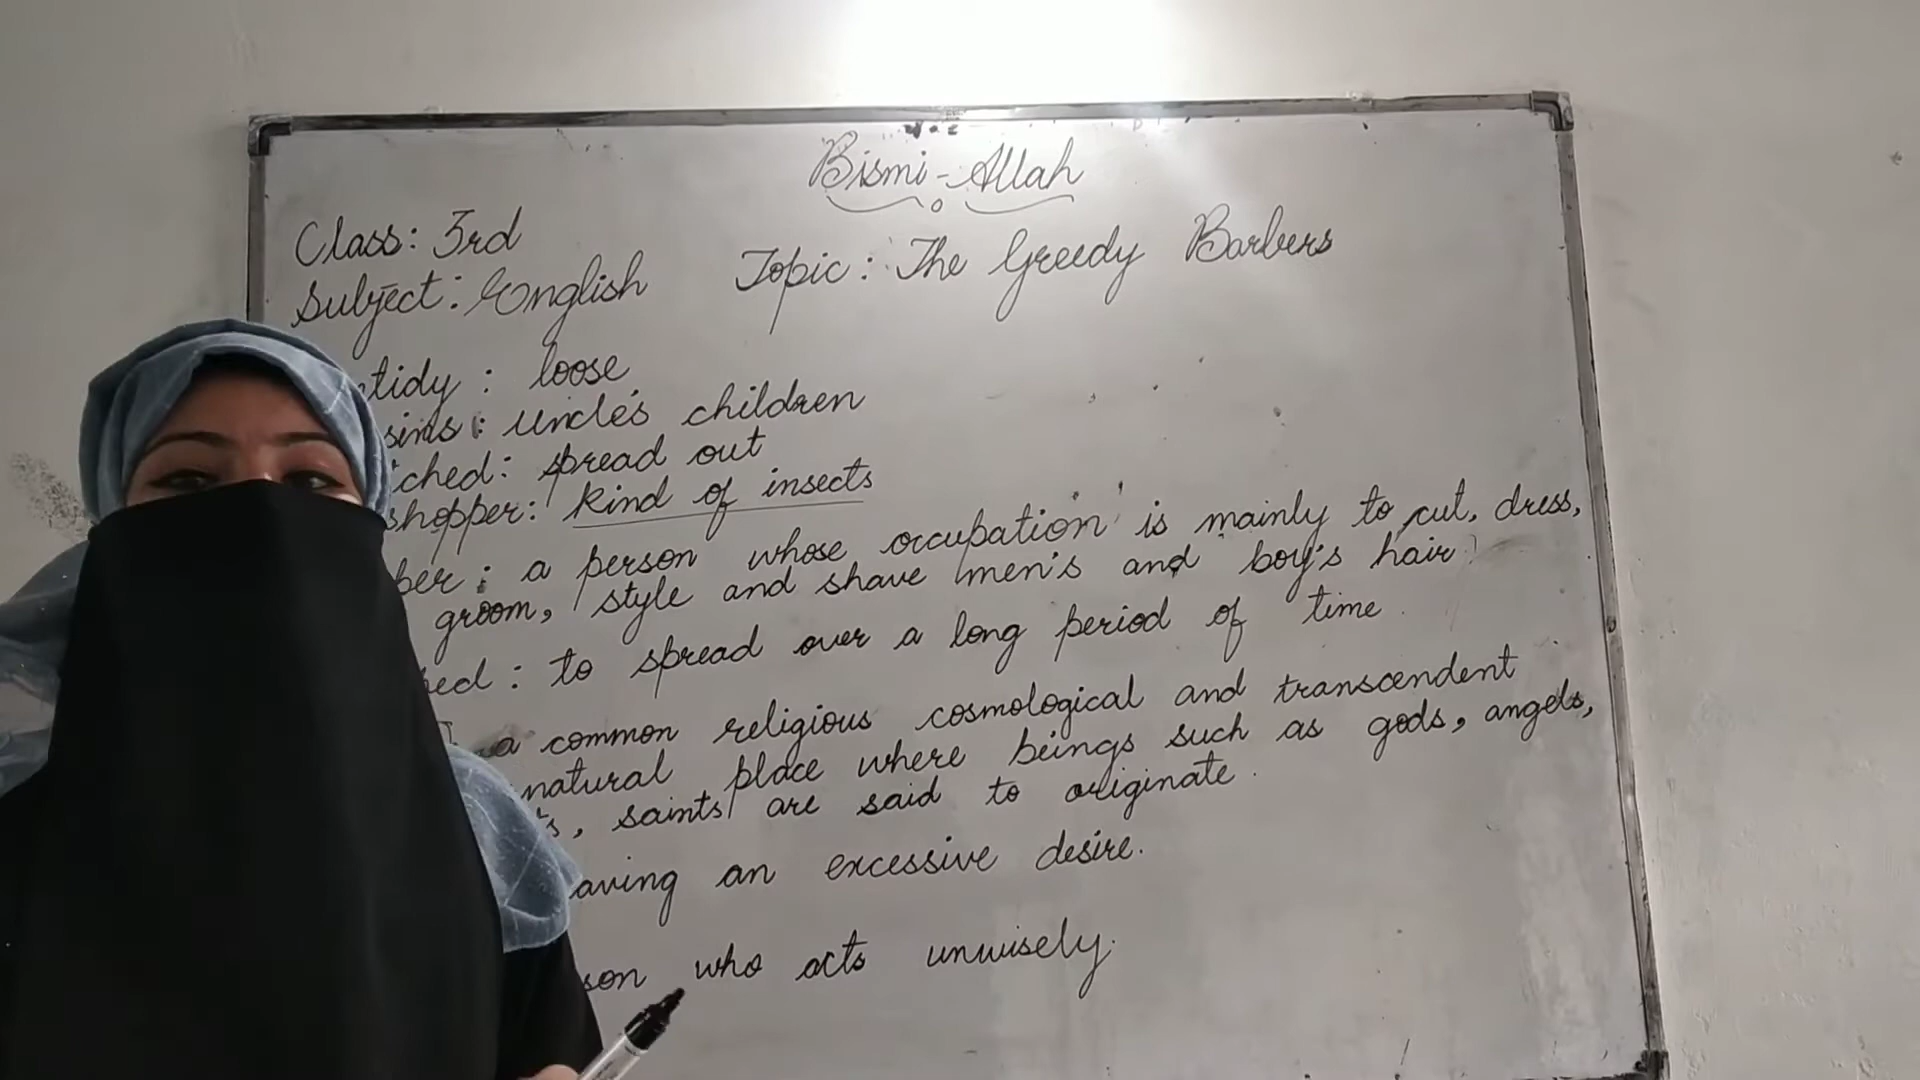 Bismi-Allah
Class: 3rd
Subject: English Topic: The Greedy Barbers
tidy: loose
sins: Uncle's children
ched: spread out
shopper: kind of insects
ber: a person whose occupation is mainly to cut, dress,
groom, style and shave men's and boy's hair
ed: to spread over a long period of time
a common religious cosmological and transcendent
natural place where beings such as gods, angels,
s, saints are said to originate.
aving an excessive desire.
son who acts unwisely.